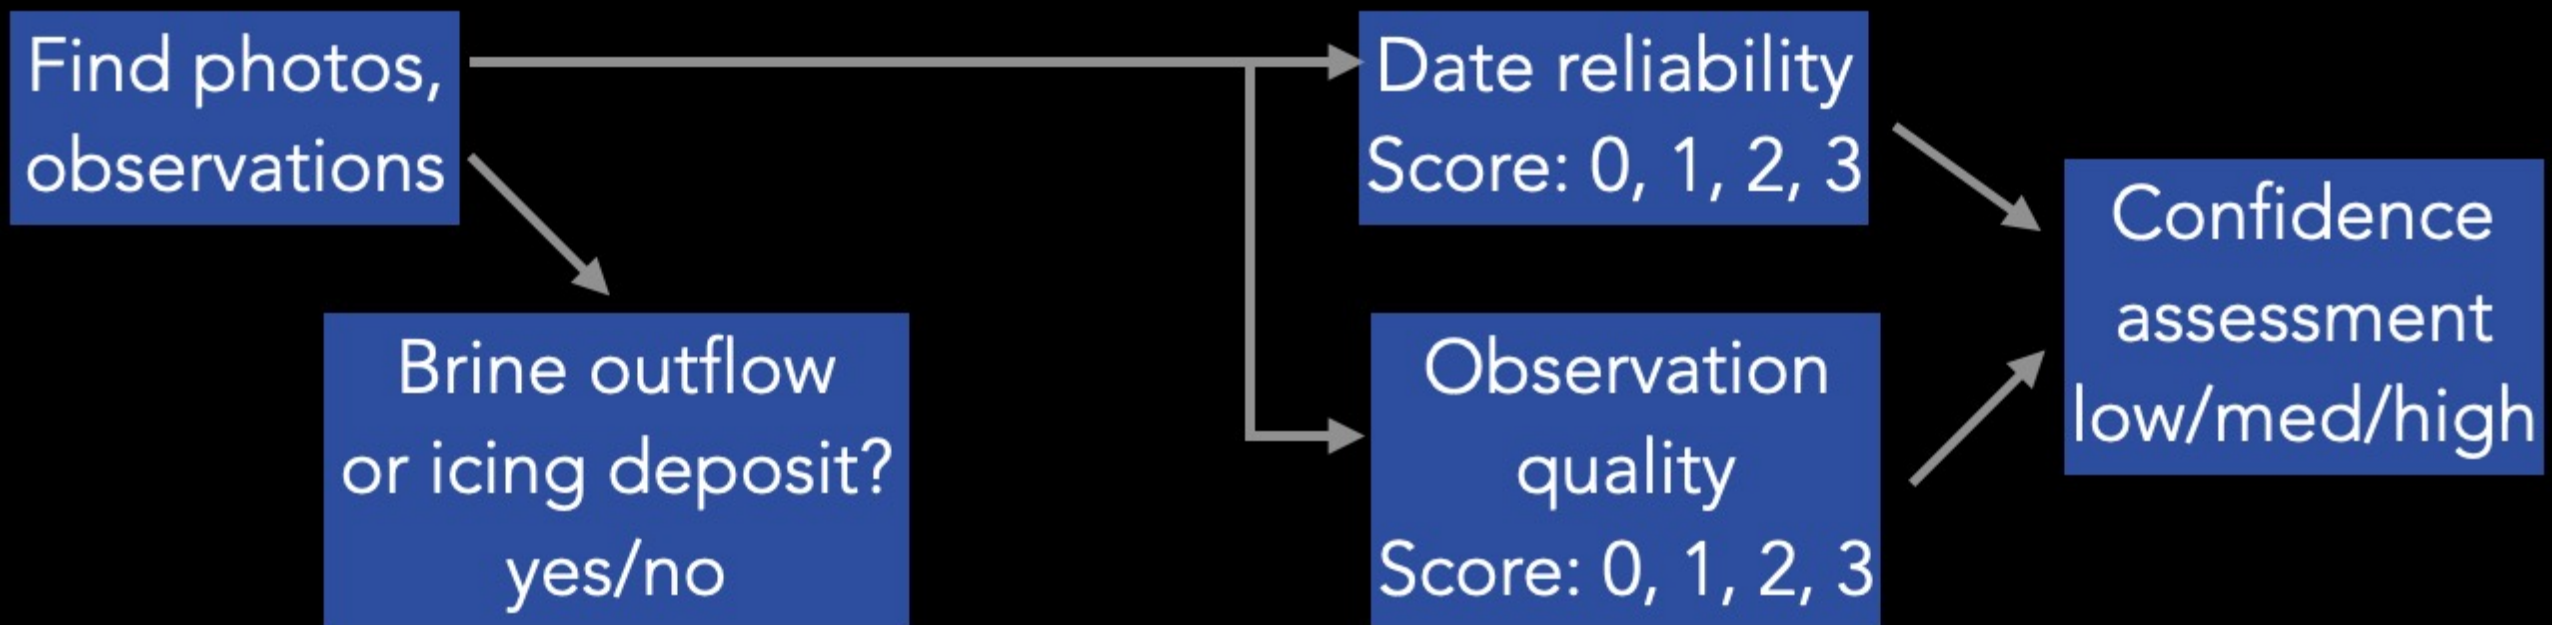 Find photos,
observations
Brine outflow
or icing deposit?
yes/no
Date reliability
Score: 0, 1, 2, 3
Observation
quality
Score: 0, 1, 2, 3
Confidence
assessment
low/med/high